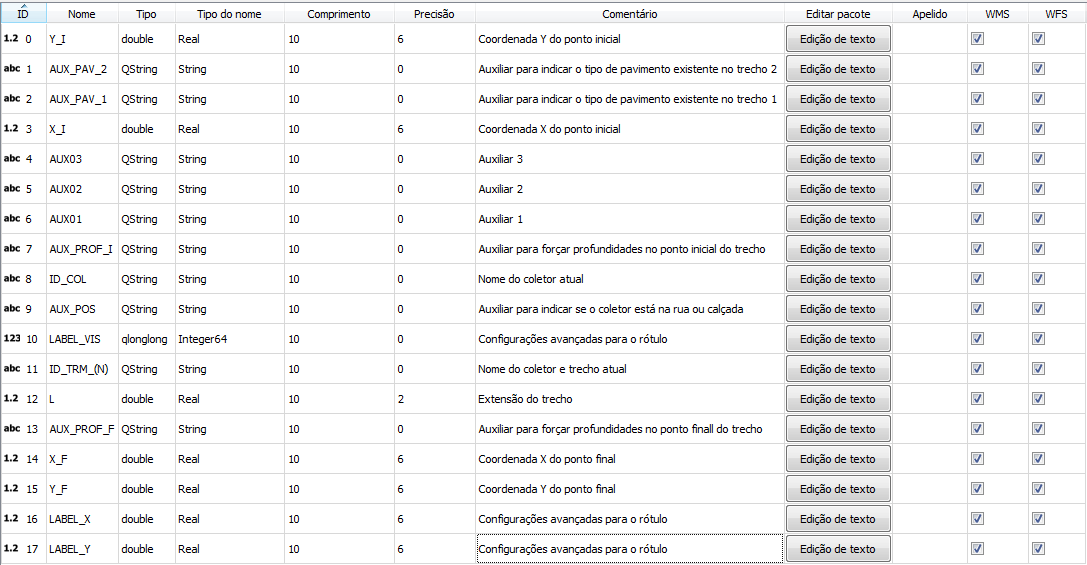 ID Nome Tipo Tipo do nome Comprimento Precisão Comentário Editar pacote Apelido WMS WFS
1.2 0 Y_I double Real 10 6 Coordenada Y do ponto inicial Edição de texto
abc 1 AUX_PAV_2 QString String 10 0 Auxiliar para indicar o tipo de pavimento existente no trecho 2 Edição de texto
abc 2 AUX_PAV_1 QString String 10 0 Auxiliar para indicar o tipo de pavimento existente no trecho 1 Edição de texto
1.2 3 X_I double Real 10 6 Coordenada X do ponto inicial Edição de texto
abc 4 AUX03 QString String 10 0 Auxiliar 3 Edição de texto
abc 5 AUX02 QString String 10 0 Auxiliar 2 Edição de texto
abc 6 AUX01 QString String 10 0 Auxiliar 1 Edição de texto
abc 7 AUX_PROF_I QString String 10 0 Auxiliar para forçar profundidades no ponto inicial do trecho Edição de texto
abc 8 ID_COL QString String 10 0 Nome do coletor atual Edição de texto
abc 9 AUX_POS QString String 10 0 Auxiliar para indicar se o coletor está na rua ou calçada Edição de texto
123 10 LABEL_VIS qlonglong Integer64 10 0 Configurações avançadas para o rótulo Edição de texto
abc 11 ID_TRM_(N) QString String 10 0 Nome do coletor e trecho atual Edição de texto
1.2 12 L double Real 10 2 Extensão do trecho Edição de texto
abc 13 AUX_PROF_F QString String 10 0 Auxiliar para forçar profundidades no ponto finall do trecho Edição de texto
1.2 14 X_F double Real 10 6 Coordenada X do ponto final Edição de texto
1.2 15 Y_F double Real 10 6 Coordenada Y do ponto final Edição de texto
1.2 16 LABEL_X double Real 10 6 Configurações avançadas para o rótulo Edição de texto
1.2 17 LABEL_Y double Real 10 6 Configurações avançadas para o rótulo Edição de texto